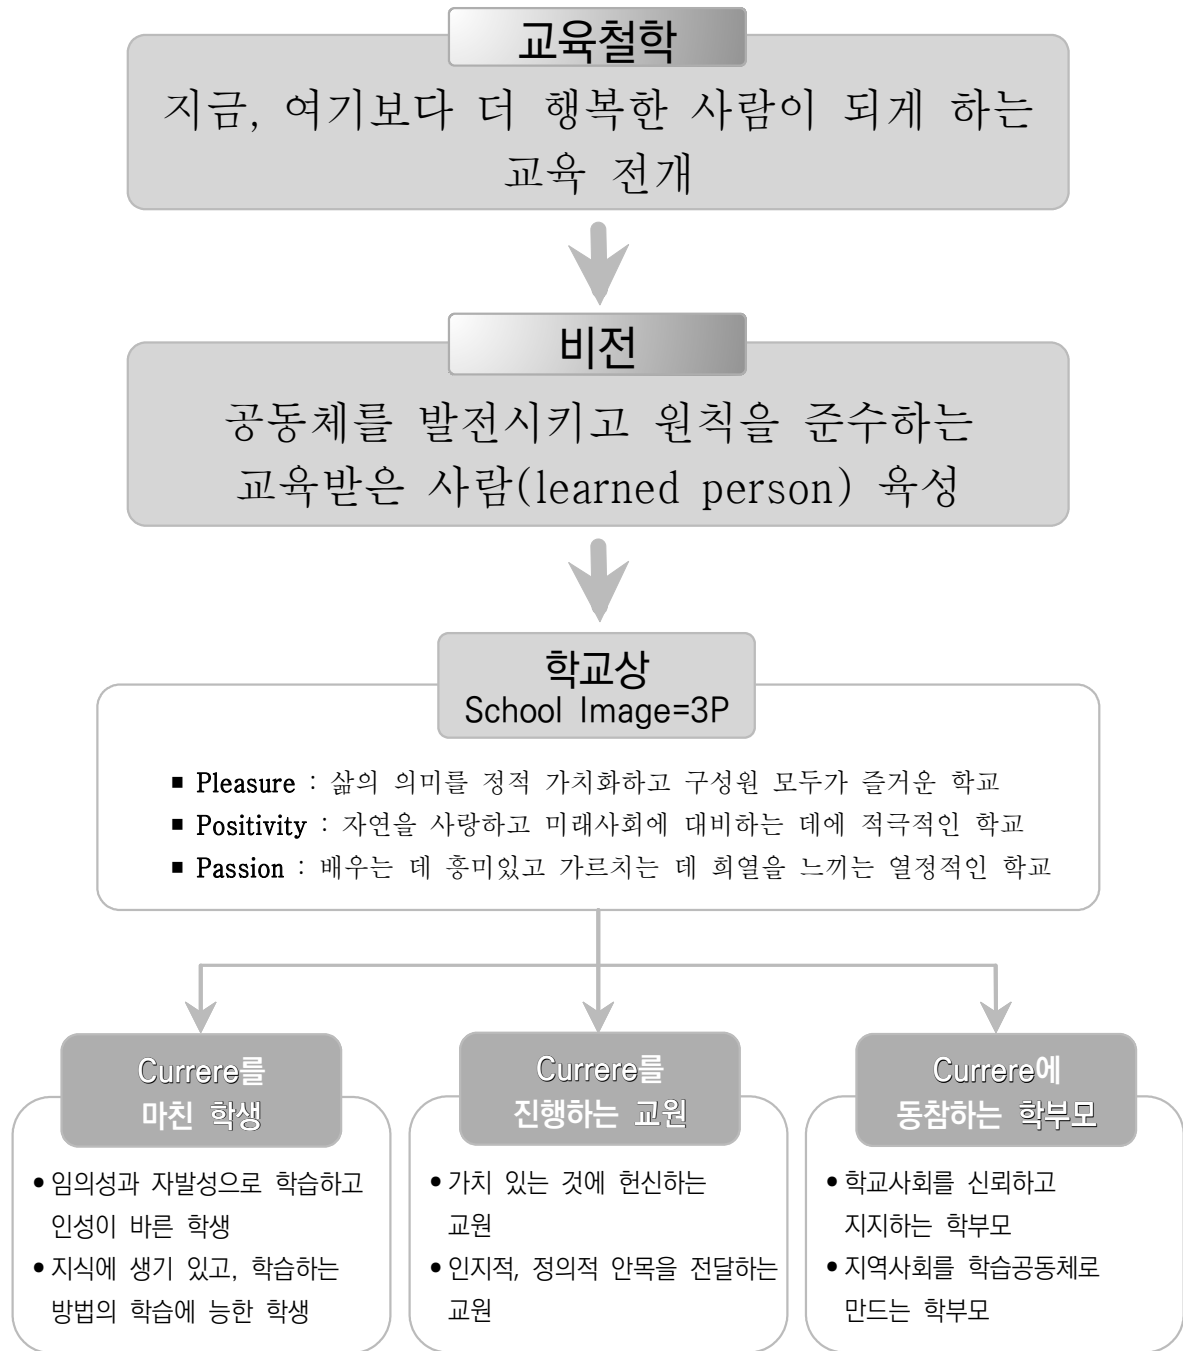 교육철학
지금, 여기보다 더 행복한 사람이 되게 하는
교육 전개
비전
공동체를 발전시키고 원칙을 준수하는
교육받은 사람(learned person) 육성
학교상
School Image=3P
▪ Pleasure : 삶의 의미를 정적 가치화하고 구성원 모두가 즐거운 학교
▪ Positivity : 자연을 사랑하고 미래사회에 대비하는 데에 적극적인 학교
▪ Passion : 배우는 데 흥미있고 가르치는 데 희열을 느끼는 열정적인 학교
Currere를
마친 학생
• 임의성과 자발성으로 학습하고
인성이 바른 학생
• 지식에 생기 있고, 학습하는
방법의 학습에 능한 학생
Currere를
진행하는 교원
• 가치 있는 것에 헌신하는
교원
• 인지적, 정의적 안목을 전달하는
교원
Currere에
동참하는 학부모
• 학교사회를 신뢰하고
지지하는 학부모
• 지역사회를 학습공동체로
만드는 학부모